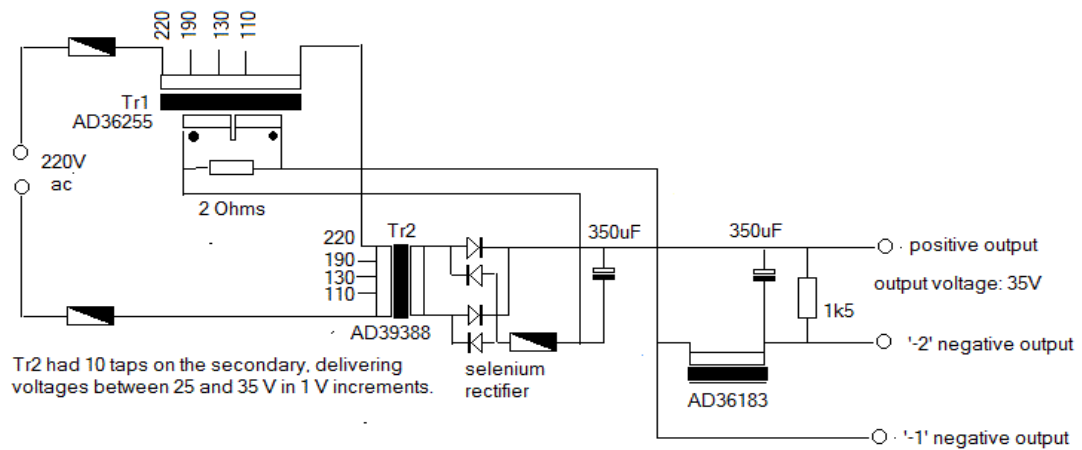 220
190
130
110
Tr1
AD36255
220V
ac
2 Ohms
220
190
130
110
Tr2
AD39388
350uF
350uF
positive output
output voltage: 35V
1k5
'-2' negative output
selenium
rectifier
AD36183
'-1' negative output
Tr2 had 10 taps on the secondary, delivering
voltages between 25 and 35 V in 1 V increments.